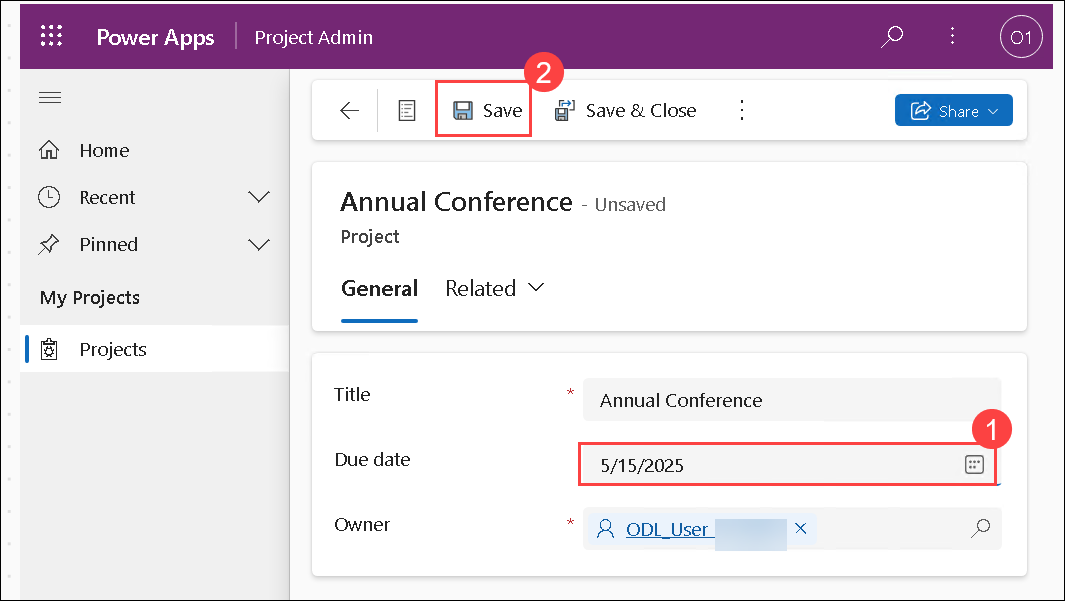 Power Apps
Project Admin
O1
2
Save
Save & Close
Share
Home
Recent
Pinned
My Projects
Projects
Annual Conference - Unsaved
Project
General
Related
Title * Annual Conference
1
Due date 5/15/2025
Owner * ODL_User